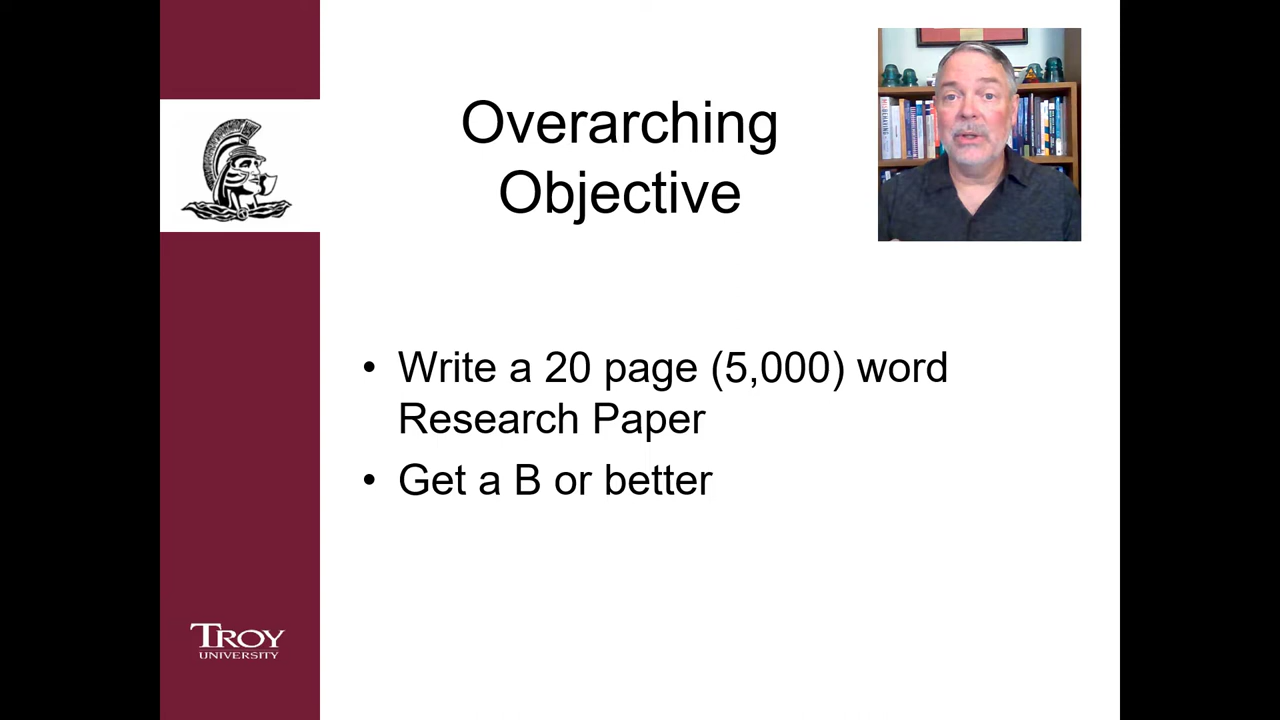 Overarching
Objective
• Write a 20 page (5,000) word
Research Paper
• Get a B or better
TROY
UNIVERSITY